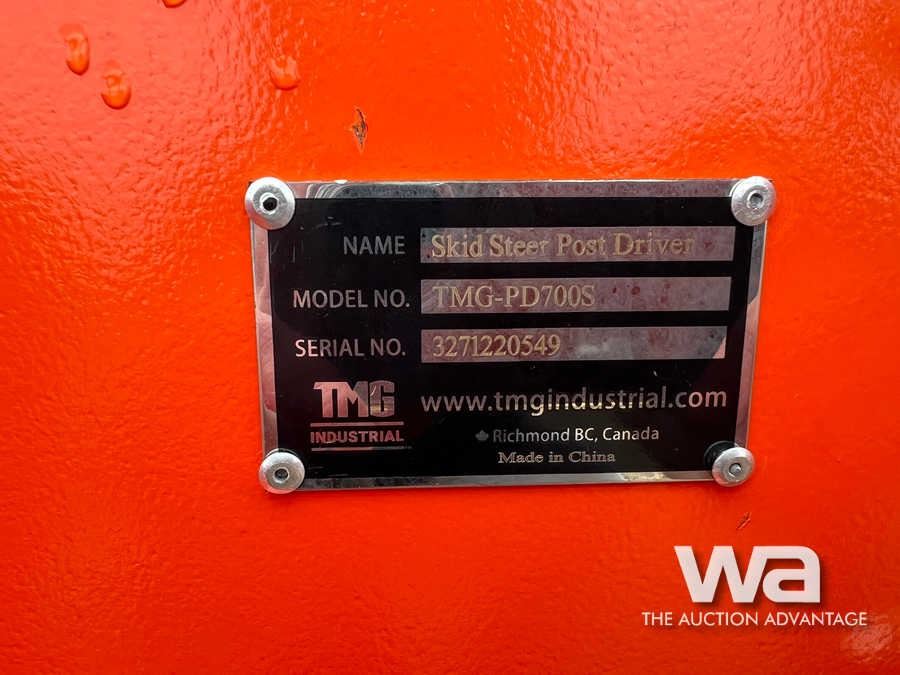 NAME Skid Steer Post Driver
MODEL NO. TMG-PD700S
SERIAL NO. 3271220549
TMG
INDUSTRIAL
www.tmgindustrial.com
Richmond BC, Canada
Made in China
wa
THE AUCTION ADVANTAGE